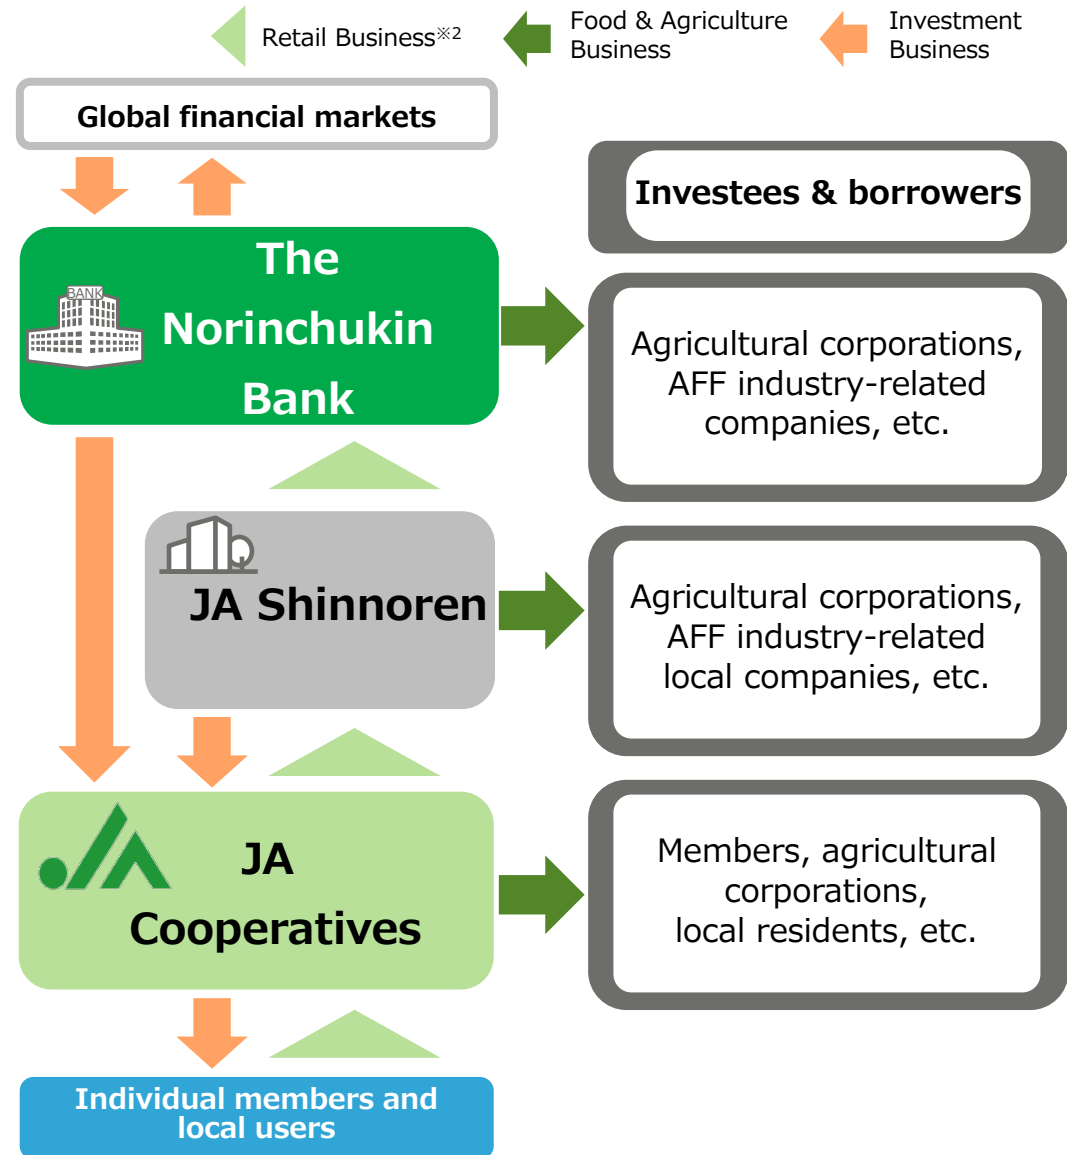 Retail Business※2
Food & Agriculture
Business
Investment
Business
Global financial markets
Investees & borrowers
The
Norinchukin
Bank
BANK
Agricultural corporations,
AFF industry-related
companies, etc.
JA Shinnoren
Agricultural corporations,
AFF industry-related
local companies, etc.
JA
Cooperatives
Members, agricultural
corporations,
local residents, etc.
Individual members and
local users